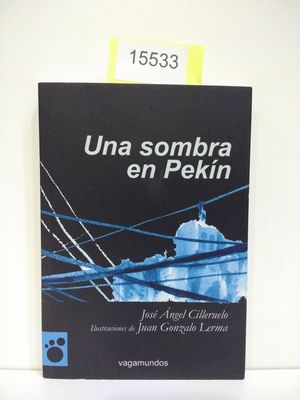 15533
Una sombra
en Pekín
José Ángel Cilleruelo
Ilustraciones de Juan Gonzalo Lerma
vagamundos